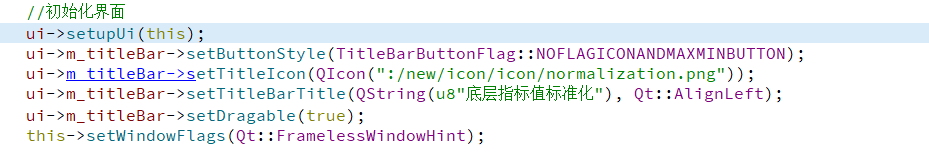 //初始化界面
ui->setupUi(this);
ui->m_titleBar->setButtonStyle(TitleBarButtonFlag::NOFLAGICONANDMAXMINBUTTON);
ui->m_titleBar->setTitleIcon(QIcon(":/new/icon/icon/normalization.png"));
ui->m_titleBar->setTitleBarTitle(QString(u8"底层指标值标准化"), Qt::AlignLeft);
ui->m_titleBar->setDragable(true);
this->setWindowFlags(Qt::FramelessWindowHint);